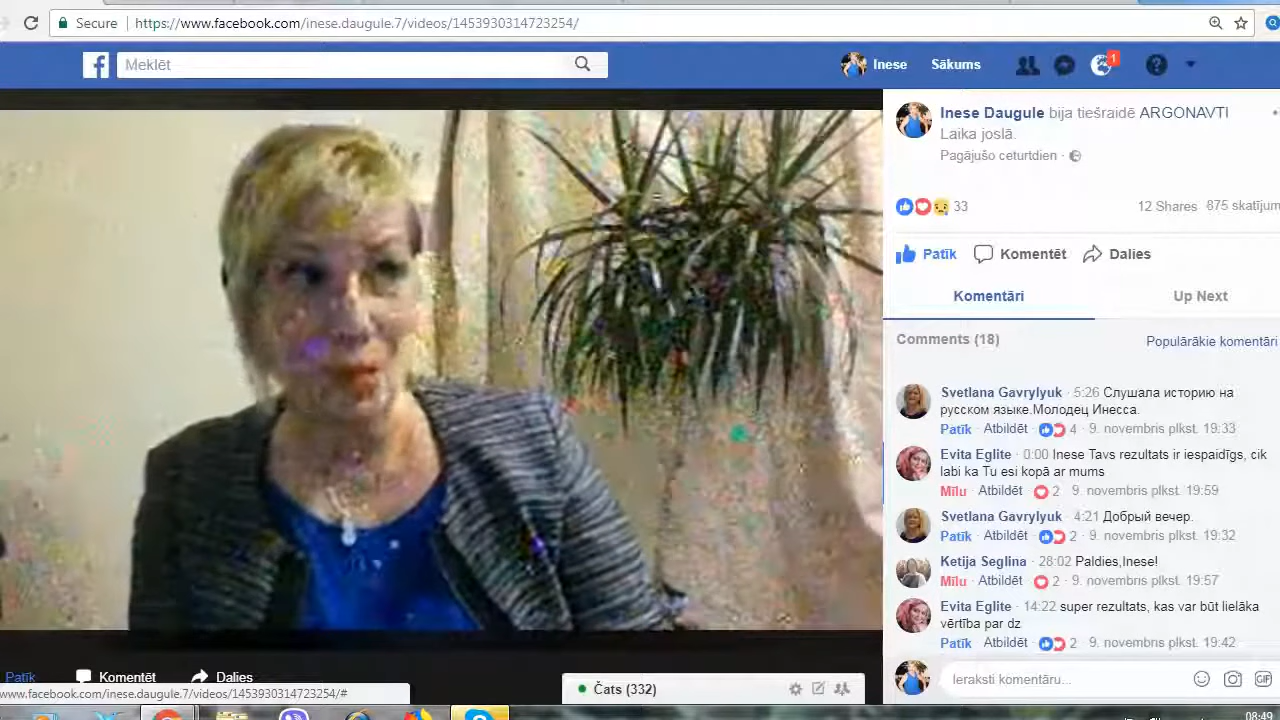 Secure https://www.facebook.com/inese.daugule.7/videos/1453930314723254/
f Meklēt Inese Sākums 1
Inese Daugule bija tiešraidē ARGONAVTI
Laika joslā.
Pagājušo ceturtdien ·
33 12 Shares 875 skatījum
Patīk Komentēt Dalies
Komentāri Up Next
Comments (18) Populārākie komentāri
Svetlana Gavrylyuk · 5:26 Слушала историю на
русском языке.Молодец Инесса.
Patīk · Atbildēt · 4 · 9. novembris plkst. 19:33
Evita Eglite · 0:00 Inese Tavs rezultats ir iespaidīgs, cik
labi ka Tu esi kopā ar mums
Mīlu · Atbildēt · 2 · 9. novembris plkst. 19:59
Svetlana Gavrylyuk · 4:21 Добрый вечер.
Patīk · Atbildēt · 2 · 9. novembris plkst. 19:32
Ketija Seglina · 28:02 Paldies,Inese!
Mīlu · Atbildēt · 2 · 9. novembris plkst. 19:57
Evita Eglite · 14:22 super rezultats, kas var būt lielāka
vērtība par dz
Patīk · Atbildēt · 2 · 9. novembris plkst. 19:42
Ieraksti komentāru... GIF
Patīk Komentēt Dalies
www.facebook.com/inese.daugule.7/videos/1453930314723254/#
Čats (332)
08:49